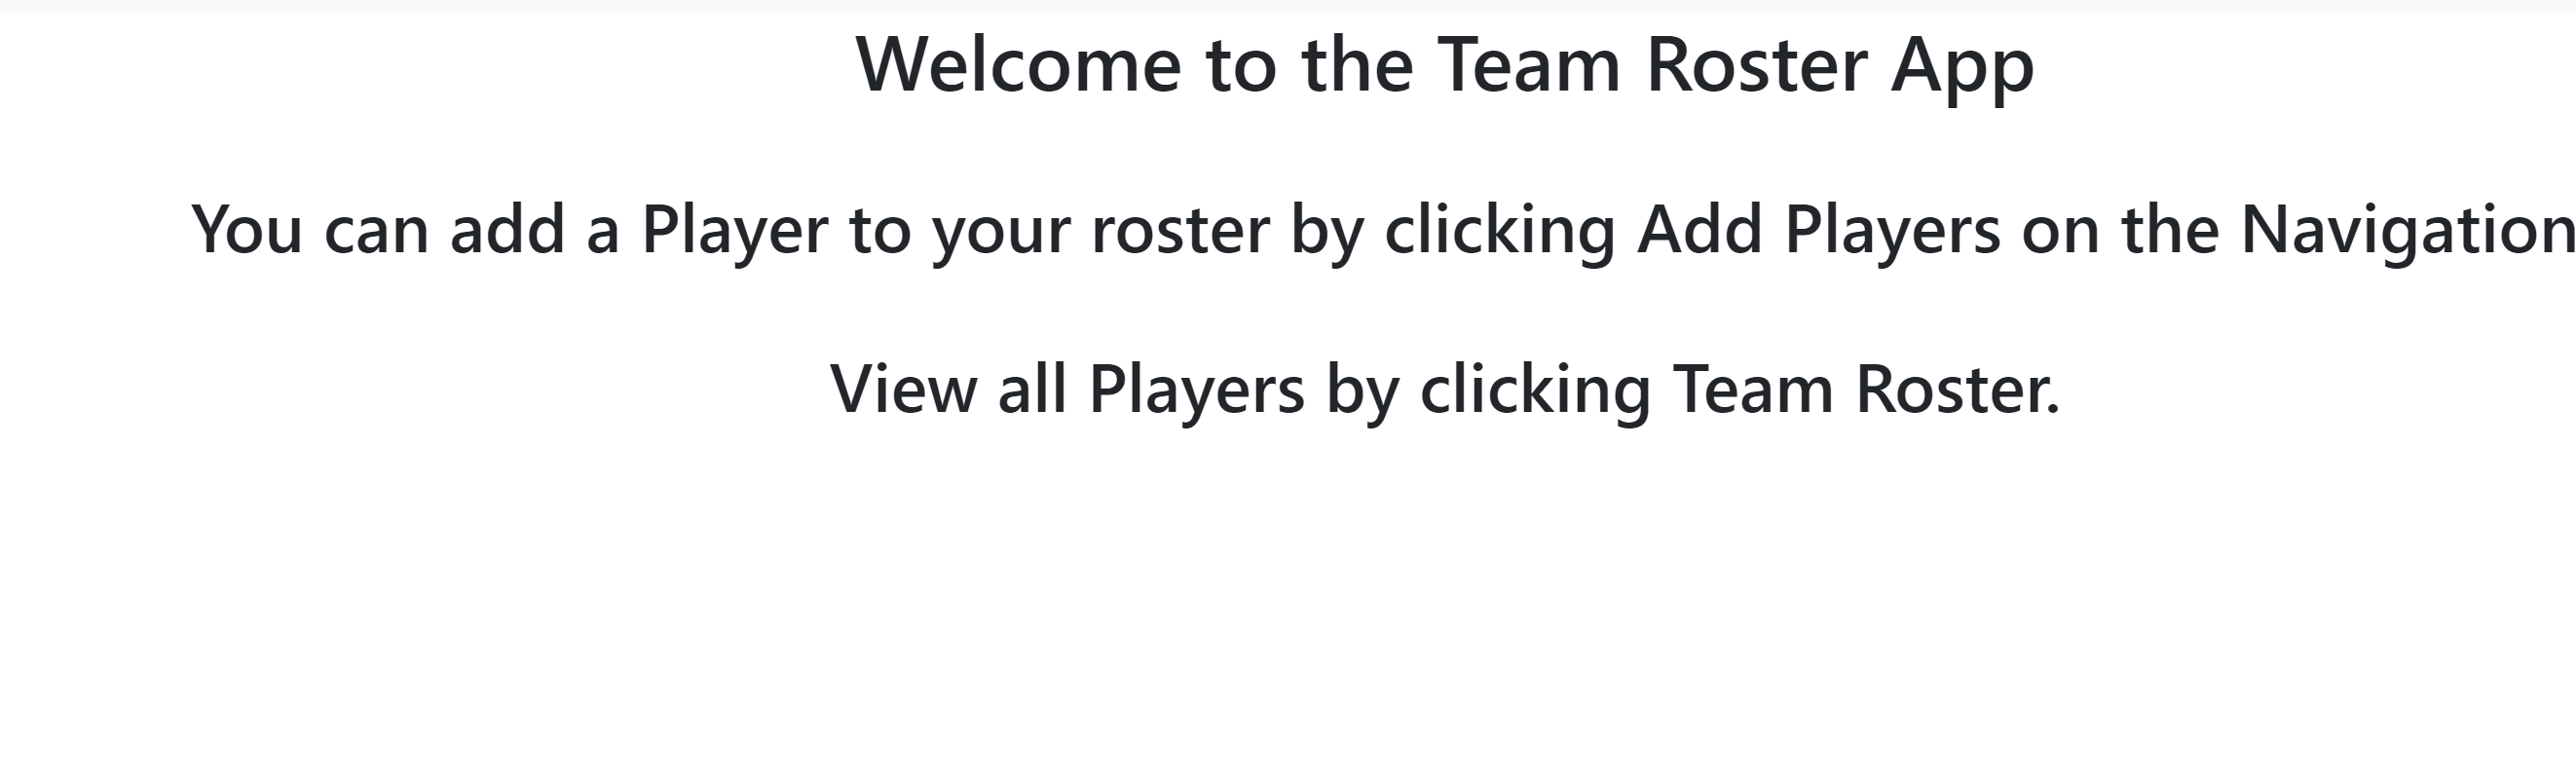 Welcome to the Team Roster App
You can add a Player to your roster by clicking Add Players on the Navigation
View all Players by clicking Team Roster.